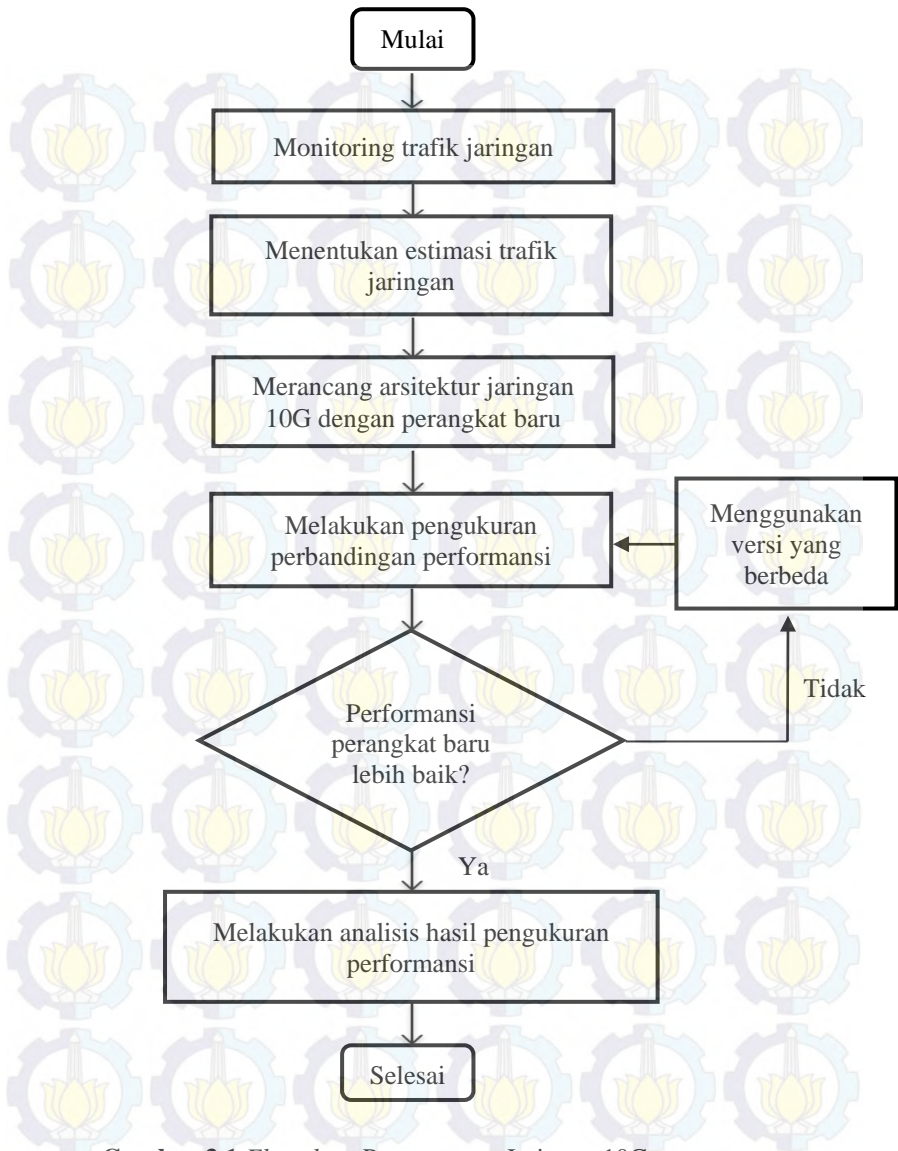 Mulai
Monitoring trafik jaringan
Menentukan estimasi trafik
jaringan
Merancang arsitektur jaringan
10G dengan perangkat baru
Melakukan pengukuran
perbandingan performansi
Menggunakan
versi yang
berbeda
Tidak
Performansi
perangkat baru
lebih baik?
Ya
Melakukan analisis hasil pengukuran
performansi
Selesai